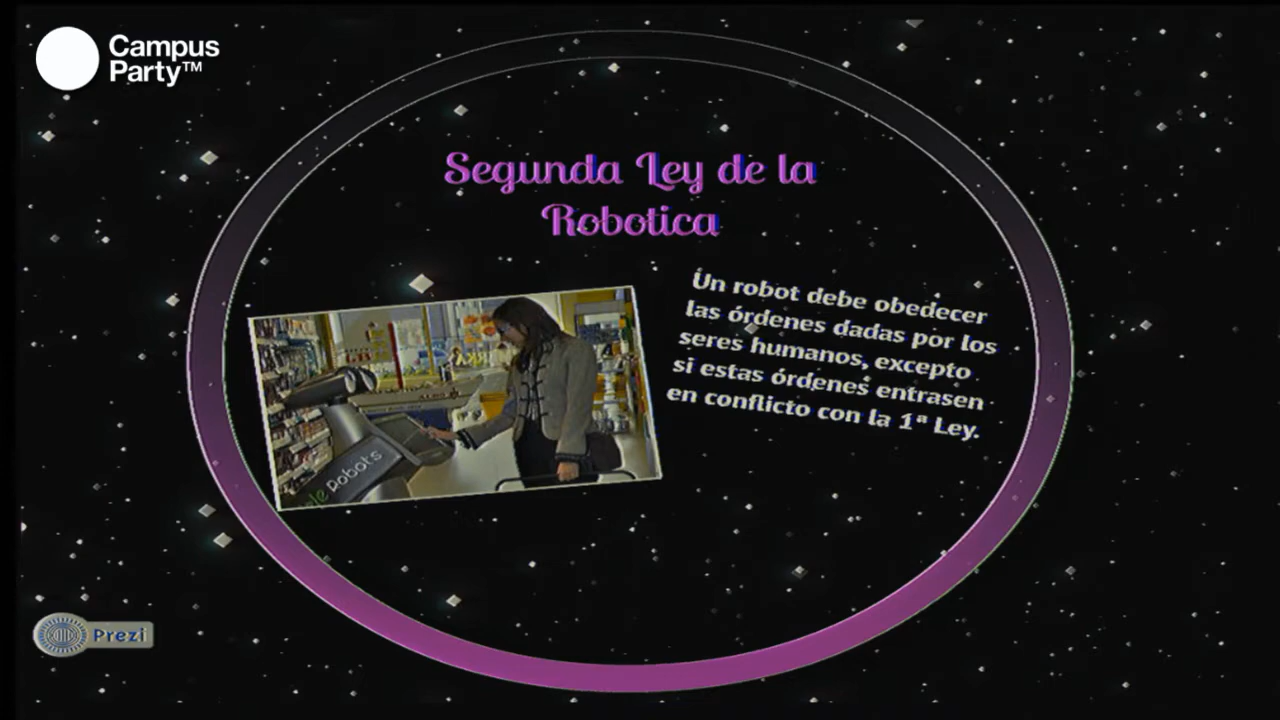 Campus
Party™
Segunda Ley de la
Robotica
Un robot debe obedecer
las órdenes dadas por los
seres humanos, excepto
si estas órdenes entrasen
en conflicto con la 1ª Ley.
Robots
Prezi